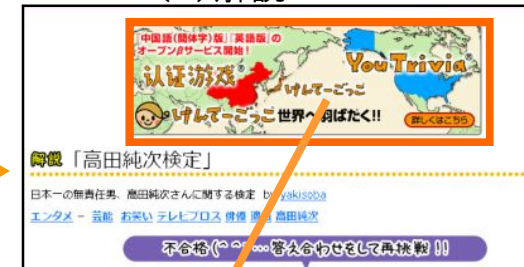 『中国語(簡体字)版』『英語版』の
オープンβサービス開始!
You Trivia
认证游戏
けんてーごっこ
けんてーごっこ世界へ羽ばたく!!
詳しくはこちら
解説「高田純次検定」
日本一の無責任男、高田純次さんに関する検定 by yakisoba
エンタメ - 芸能 お笑い テレビブロス 俳優 適当 高田純次
不合格(^^)…答え合わせをして再挑戦!!